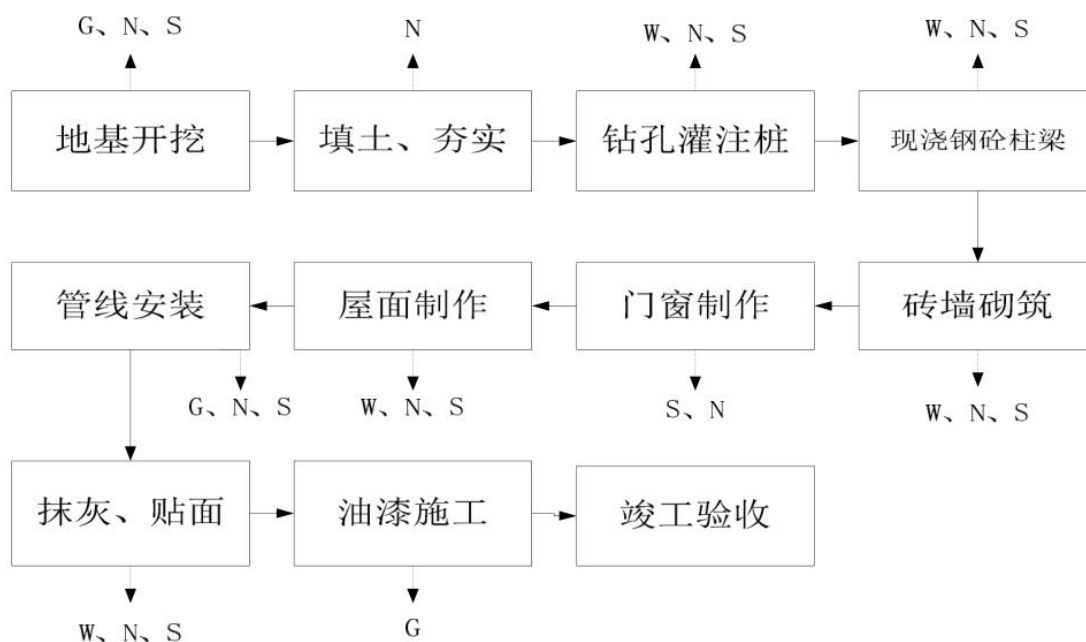 G、N、S
N
W、N、S
W、N、S
地基开挖
填土、夯实
钻孔灌注桩
现浇钢砼柱梁
管线安装
屋面制作
门窗制作
砖墙砌筑
G、N、S
W、N、S
S、N
W、N、S
抹灰、贴面
油漆施工
竣工验收
W、N、S
G